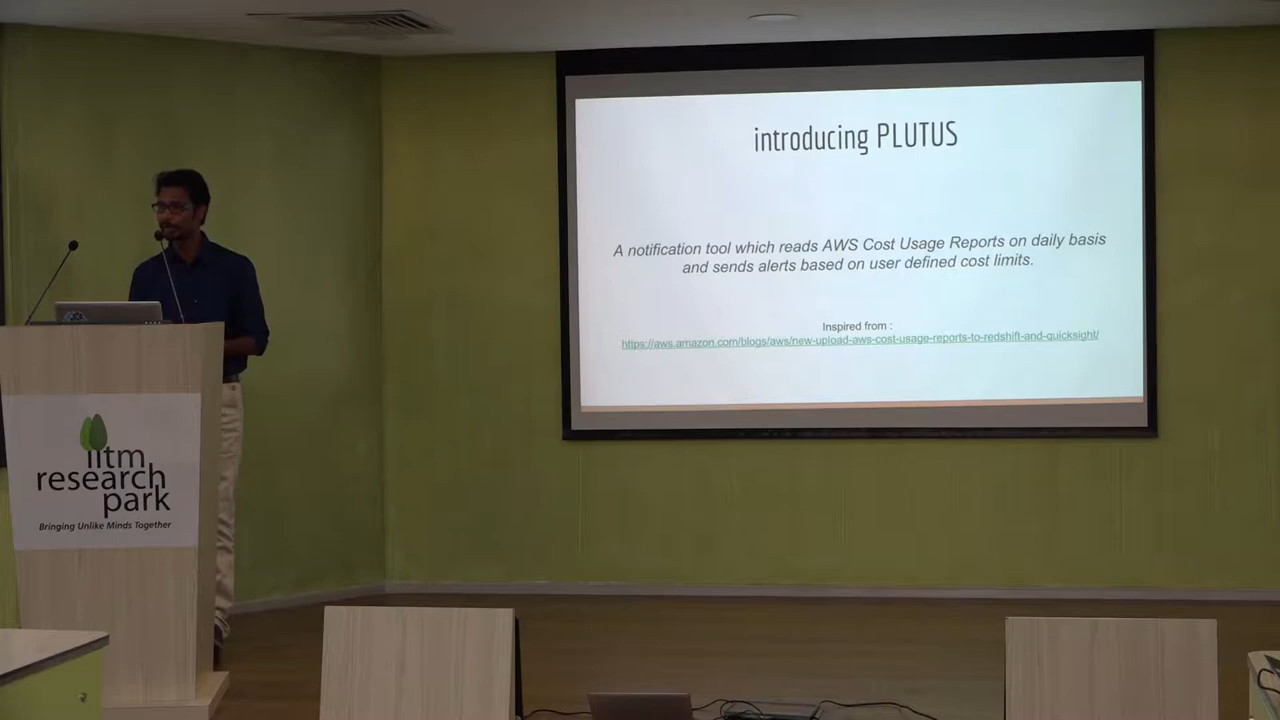 introducing PLUTUS
A notification tool which reads AWS Cost Usage Reports on daily basis
and sends alerts based on user defined cost limits.
Inspired from :
https://aws.amazon.com/blogs/aws/new-upload-aws-cost-usage-reports-to-redshift-and-quicksight/
iitm
research
park
Bringing Unlike Minds Together